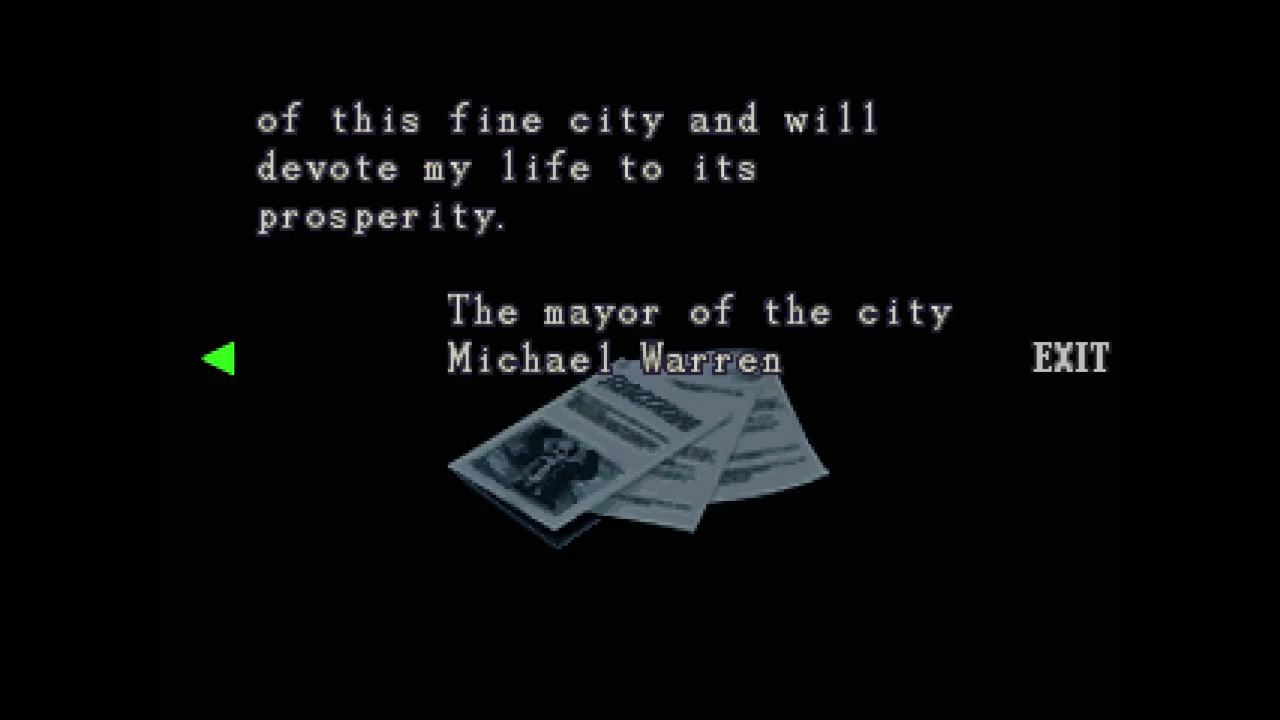 of this fine city and will
devote my life to its
prosperity.
The mayor of the city
Michael Warren
EXIT